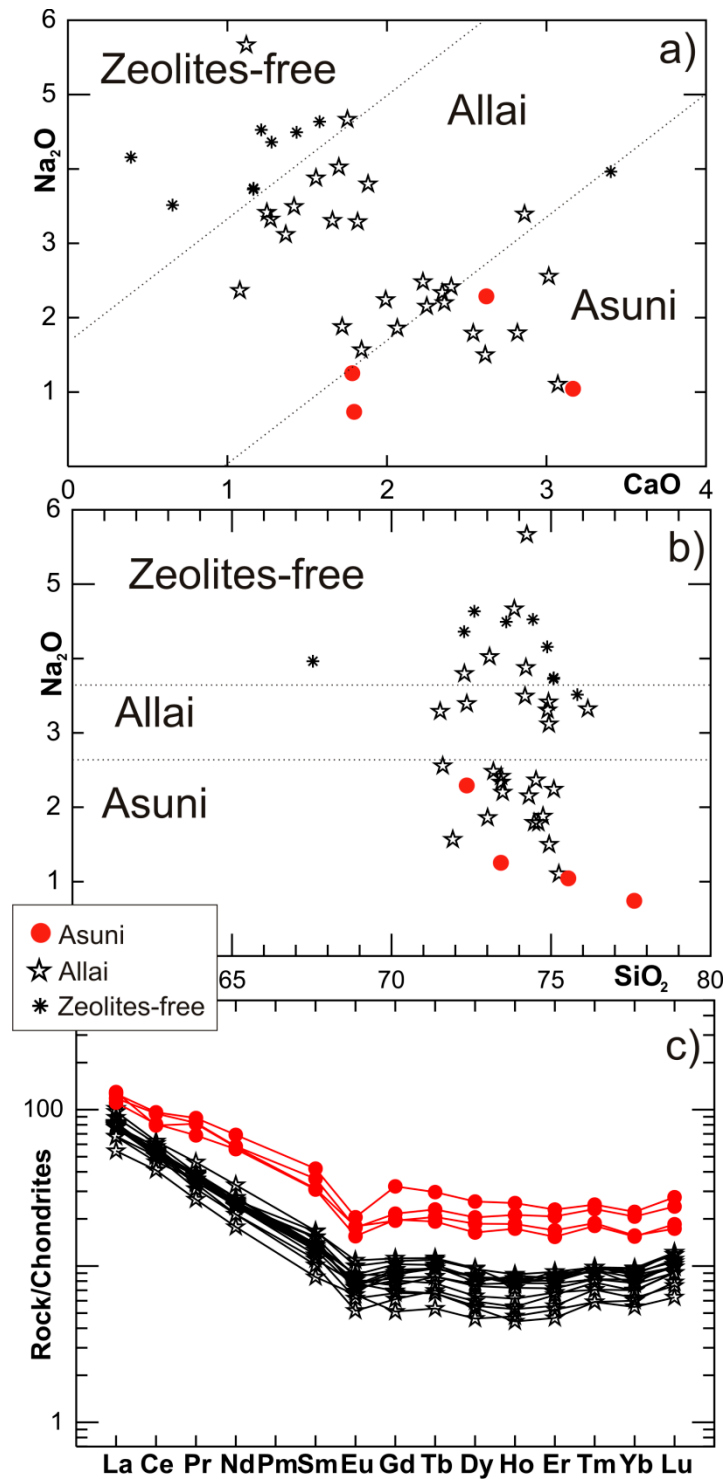 6
a)
Zeolites-free
5
Allai
Na₂O
4
3
Asuni
2
1
0 1 2 3 CaO 4
6
b)
Zeolites-free
5
Na₂O
4
Allai
3
Asuni
2
1
Asuni
Allai
Zeolites-free
65 70 75 SiO₂ 80
c)
100
Rock/Chondrites
1
La Ce Pr Nd Pm Sm Eu Gd Tb Dy Ho Er Tm Yb Lu